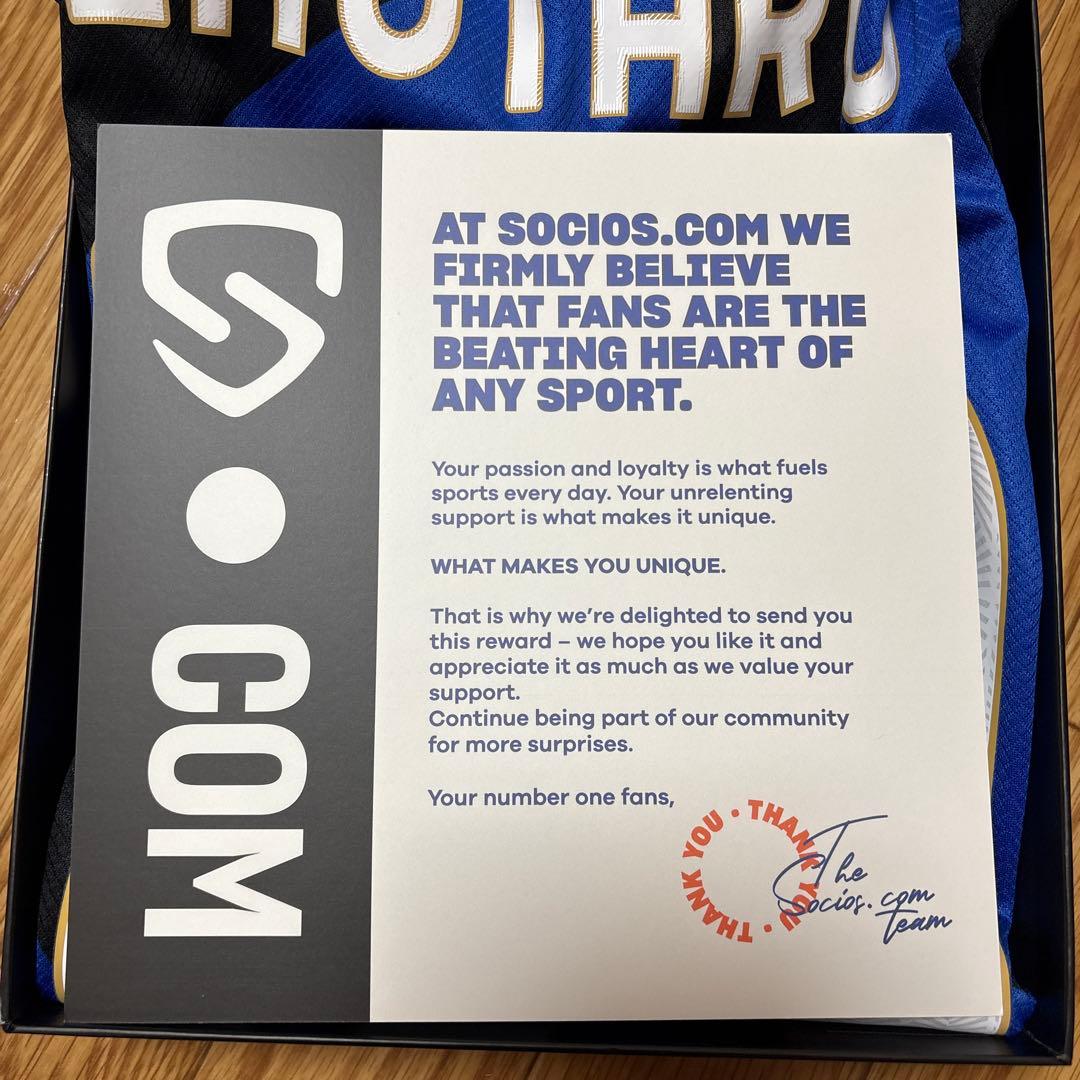 AT SOCIOS.COM WE
FIRMLY BELIEVE
THAT FANS ARE THE
BEATING HEART OF
ANY SPORT.
Your passion and loyalty is what fuels
sports every day. Your unrelenting
support is what makes it unique.
WHAT MAKES YOU UNIQUE.
That is why we’re delighted to send you
this reward – we hope you like it and
appreciate it as much as we value your
support.
Continue being part of our community
for more surprises.
Your number one fans,
THANK YOU • THANK YOU •
The
Socios.com
team
S.COM